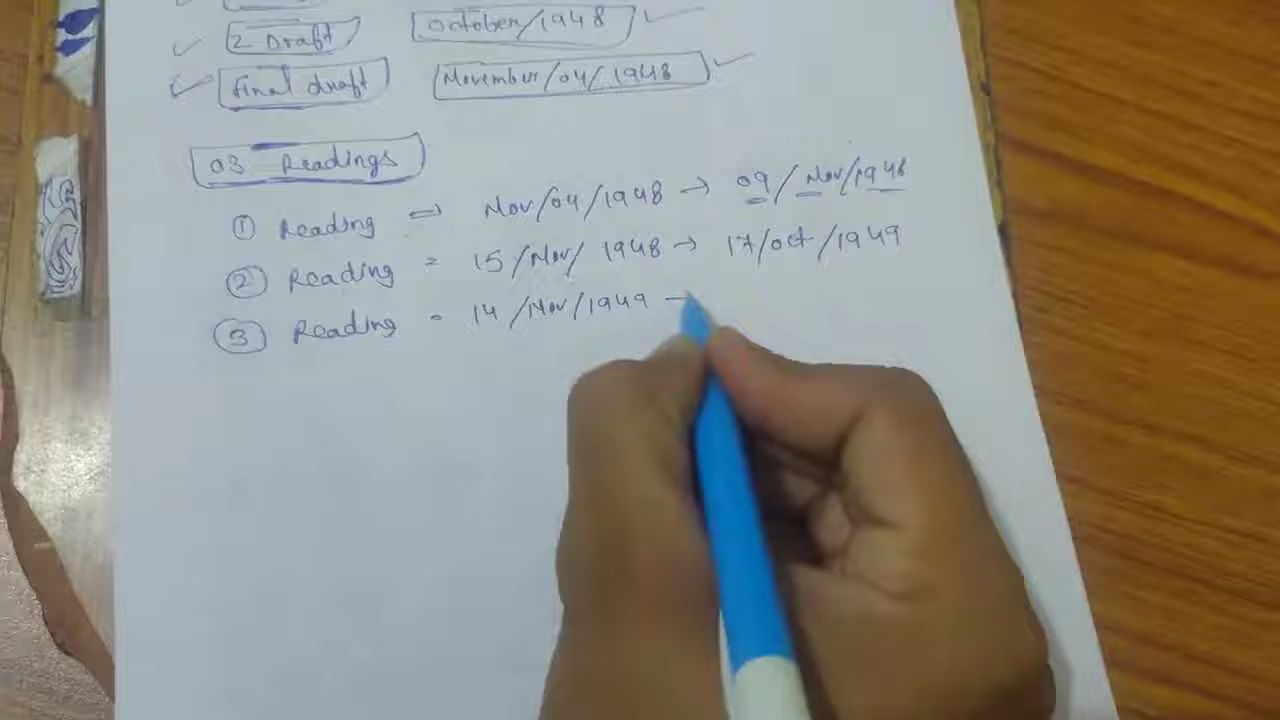 2 Draft October/1948
Final draft November/04/1948
03 Readings
① Reading ⇒ Nov/04/1948 → 09/Nov/1948
② Reading = 15/Nov/1948 → 17/oct/1949
③ Reading = 14/Nov/1949 →